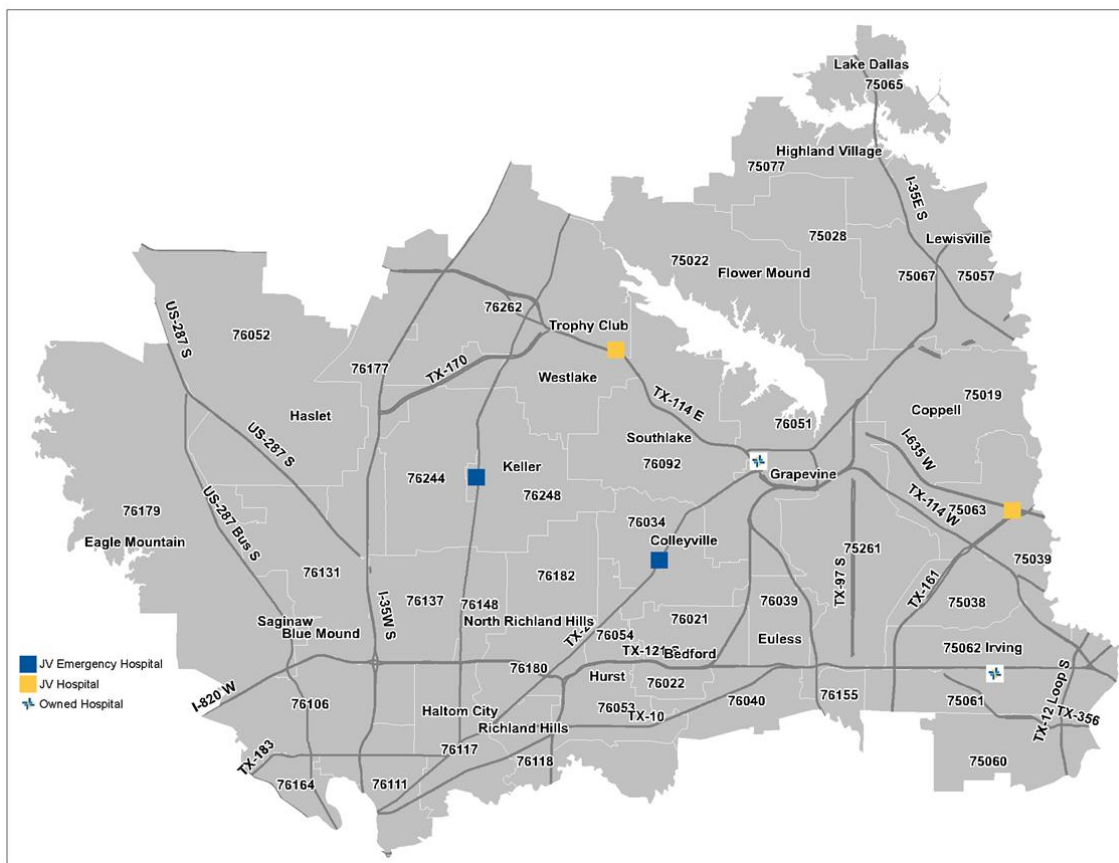 Lake Dallas
75065
Highland Village
75077
I-35E S
75028
Lewisville
75022
Flower Mound
75067
75057
US-287 S
76052
76262
Trophy Club
76177
TX-170
Westlake
TX-114 E
75019
Coppell
Haslet
76051
US-287 S
Southlake
I-635 W
76244
Keller
76092
Grapevine
76248
76179
US-287 Bus S
TX-114 W
75063
Eagle Mountain
76034
Colleyville
75261
75039
76131
76182
76137
76148
I-35W S
TX-97 S
TX-161
75038
76039
Saginaw
Blue Mound
North Richland Hills
76021
76054
Euless
TX-121
Bedford
75062 Irving
JV Emergency Hospital
JV Hospital
Owned Hospital
76180
Hurst
76022
I-820 W
76106
Haltom City
76053
TX-10
76040
76155
75061
TX-12 Loop S
TX-356
Richland Hills
TX-183
76117
76118
76164
76111
75060